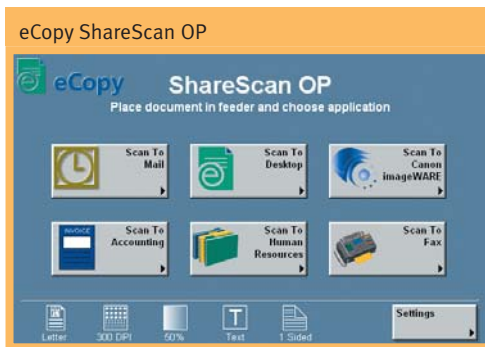 eCopy ShareScan OP
eCopy
ShareScan OP
Place document in feeder and choose application
Scan To
Mail
Scan To
Desktop
Scan To
Canon
imageWARE
INVOICE
Scan To
Accounting
Scan To
Human
Resources
Scan To
Fax
Letter
300 DPI
50%
T
Text
1 Sided
Settings